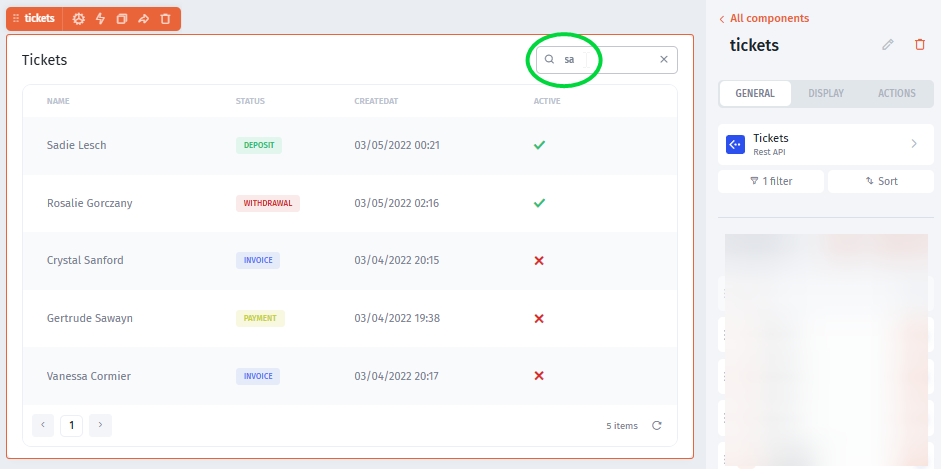 tickets
Tickets
sa
NAME STATUS CREATEDAT ACTIVE
Sadie Lesch DEPOSIT 03/05/2022 00:21
Rosalie Gorczany WITHDRAWAL 03/05/2022 02:16
Crystal Sanford INVOICE 03/04/2022 20:15
Gertrude Sawayn PAYMENT 03/04/2022 19:38
Vanessa Cormier INVOICE 03/04/2022 20:17
1
5 items
All components
tickets
GENERAL DISPLAY ACTIONS
Tickets
Rest API
1 filter Sort